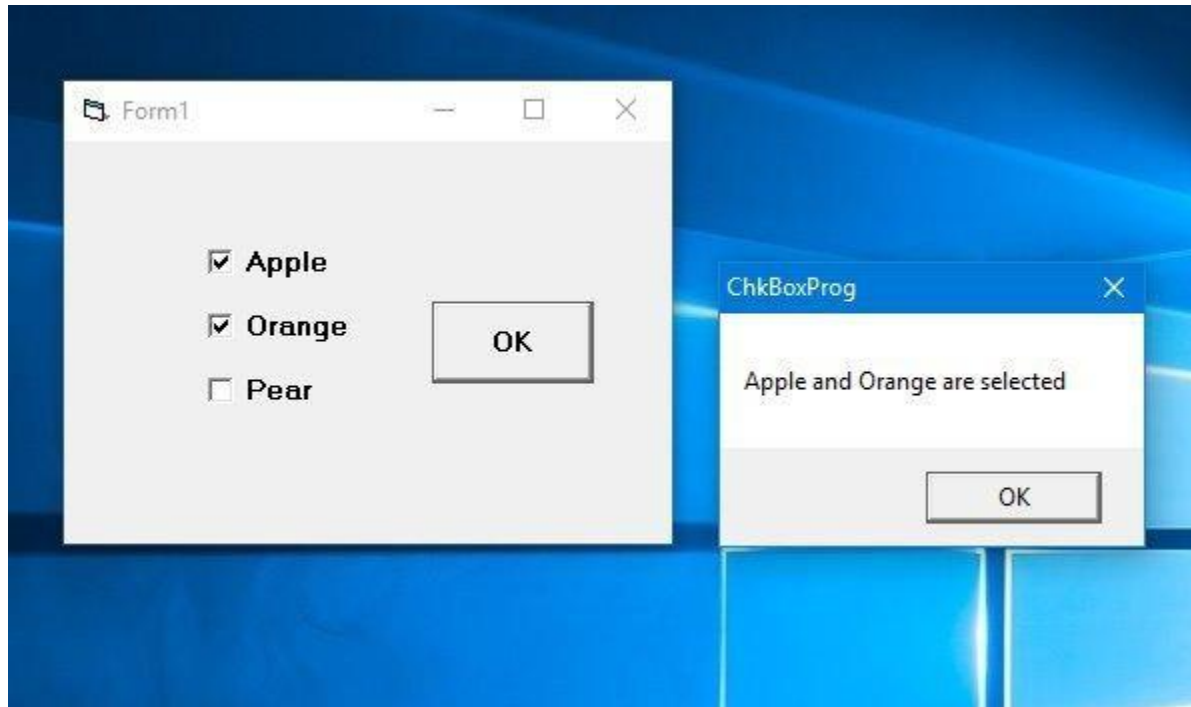 Form1
Apple
Orange
Pear
OK
ChkBoxProg
Apple and Orange are selected
OK